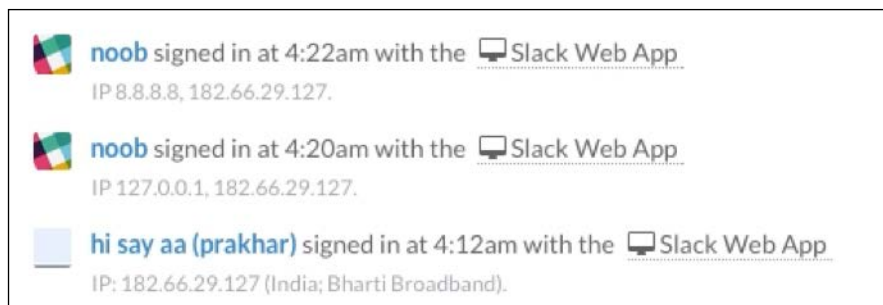 noob signed in at 4:22am with the Slack Web App
IP 8.8.8.8, 182.66.29.127.
noob signed in at 4:20am with the Slack Web App
IP 127.0.0.1, 182.66.29.127.
hi say aa (prakhar) signed in at 4:12am with the Slack Web App
IP: 182.66.29.127 (India; Bharti Broadband).